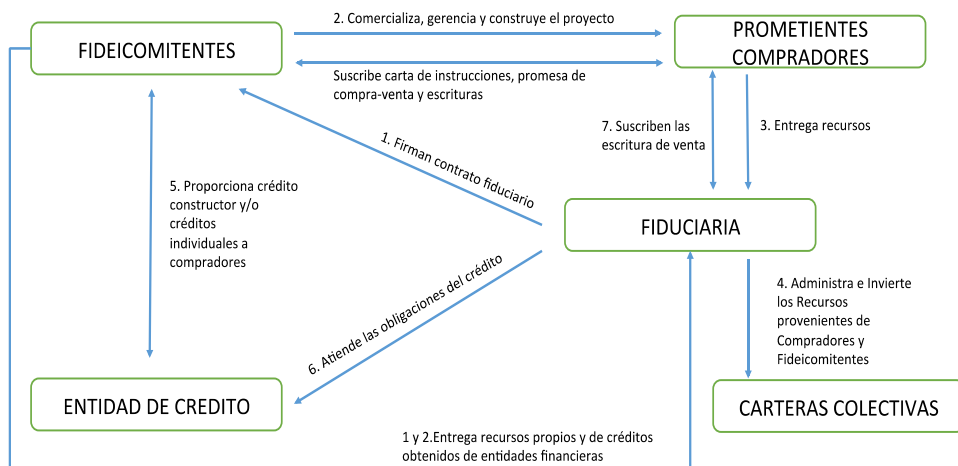 2. Comercializa, gerencia y construye el proyecto
FIDEICOMITENTES
PROMETIENTES
COMPRADORES
Suscribe carta de instrucciones, promesa de
compra-venta y escrituras
7. Suscriben las
escritura de venta
3. Entrega recursos
1. Firman contrato fiduciario
5. Proporciona crédito
constructor y/o
créditos
individuales a
compradores
FIDUCIARIA
6. Atiende las obligaciones del crédito
4. Administra e Invierte
los Recursos
provenientes de
Compradores y
Fideicomitentes
ENTIDAD DE CREDITO
CARTERAS COLECTIVAS
1 y 2.Entrega recursos propios y de créditos
obtenidos de entidades financieras